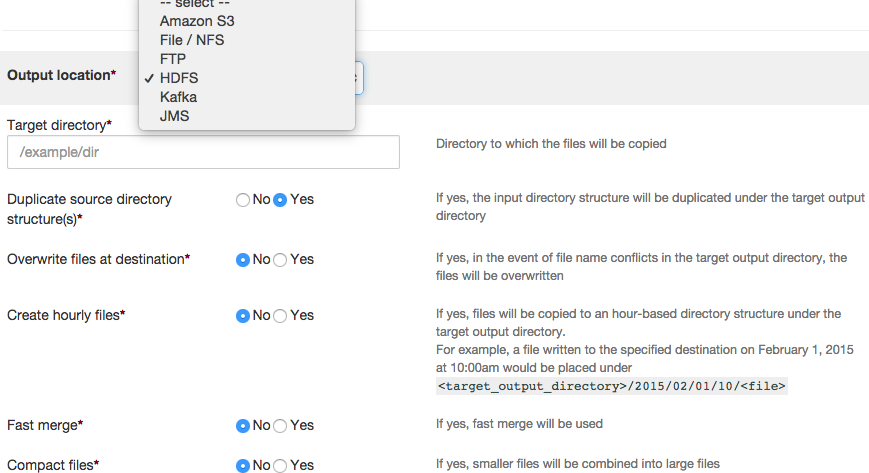 -- select --
Amazon S3
File / NFS
FTP
Output location*
✓ HDFS
Kafka
JMS
Target directory*
/example/dir
Directory to which the files will be copied
Duplicate source directory
structure(s)*
No Yes
If yes, the input directory structure will be duplicated under the target output
directory
Overwrite files at destination*
No Yes
If yes, in the event of file name conflicts in the target output directory, the
files will be overwritten
Create hourly files*
No Yes
If yes, files will be copied to an hour-based directory structure under the
target output directory.
For example, a file written to the specified destination on February 1, 2015
at 10:00am would be placed under
<target_output_directory>/2015/02/01/10/<file>
Fast merge*
No Yes
If yes, fast merge will be used
Compact files*
No Yes
If yes, smaller files will be combined into large files